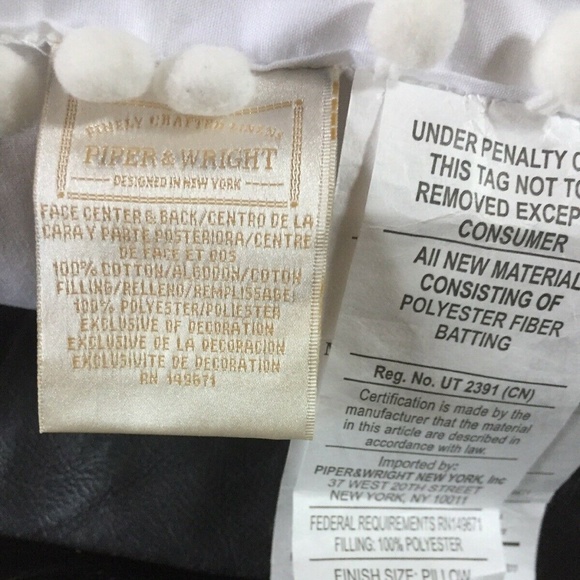 FINELY CRAFTED LINENS
PIPER & WRIGHT
DESIGNED IN NEW YORK
FACE CENTER & BACK/CENTRO DE LA
CARA Y PARTE POSTERIORA/CENTRE
DE FACE ET DOS
100% COTTON/ALGODON/COTON
FILLING/RELLENO/REMPLISSAGE:
100% POLYESTER/POLIESTER
EXCLUSIVE OF DECORATION
EXCLUSIVE DE LA DECORACION
EXCLUSIVITE DE DECORATION
RN 149671
UNDER PENALTY O
THIS TAG NOT TO
REMOVED EXCEP
CONSUMER
All NEW MATERIAL
CONSISTING OF
POLYESTER FIBER
BATTING
Reg. No. UT 2391 (CN)
Certification is made by the
manufacturer that the material
in this article are described in
accordance with law.
Imported by:
PIPER&WRIGHT NEW YORK, Inc
37 WEST 20TH STREET
NEW YORK, NY 10011
FEDERAL REQUIREMENTS RN149671
FILLING: 100% POLYESTER
FINISH SIZE: PILLOW